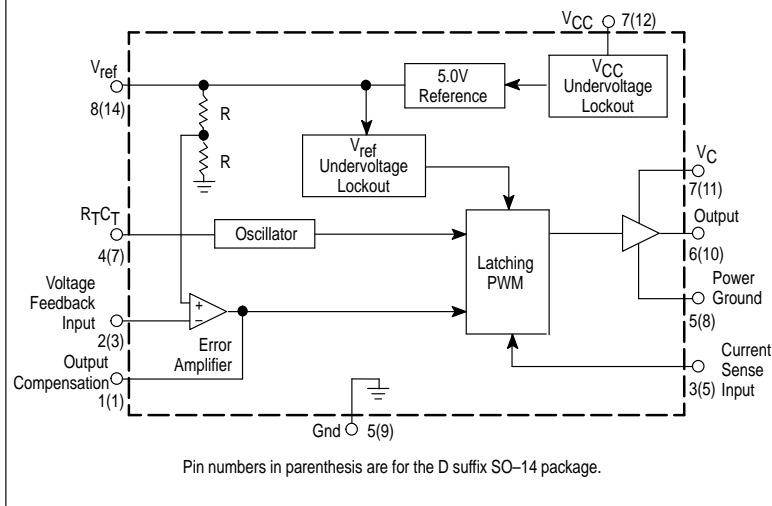 VCC 7(12)
Vref
8(14)
R
R
5.0V
Reference
VCC
Undervoltage
Lockout
Vref
Undervoltage
Lockout
VC
7(11)
RTCT
4(7)
Oscillator
Latching
PWM
Output
6(10)
Voltage
Feedback
Input
2(3)
+
–
Error
Amplifier
Power
Ground
5(8)
Output
Compensation
1(1)
Current
Sense
Input
3(5)
Gnd 5(9)
Pin numbers in parenthesis are for the D suffix SO–14 package.